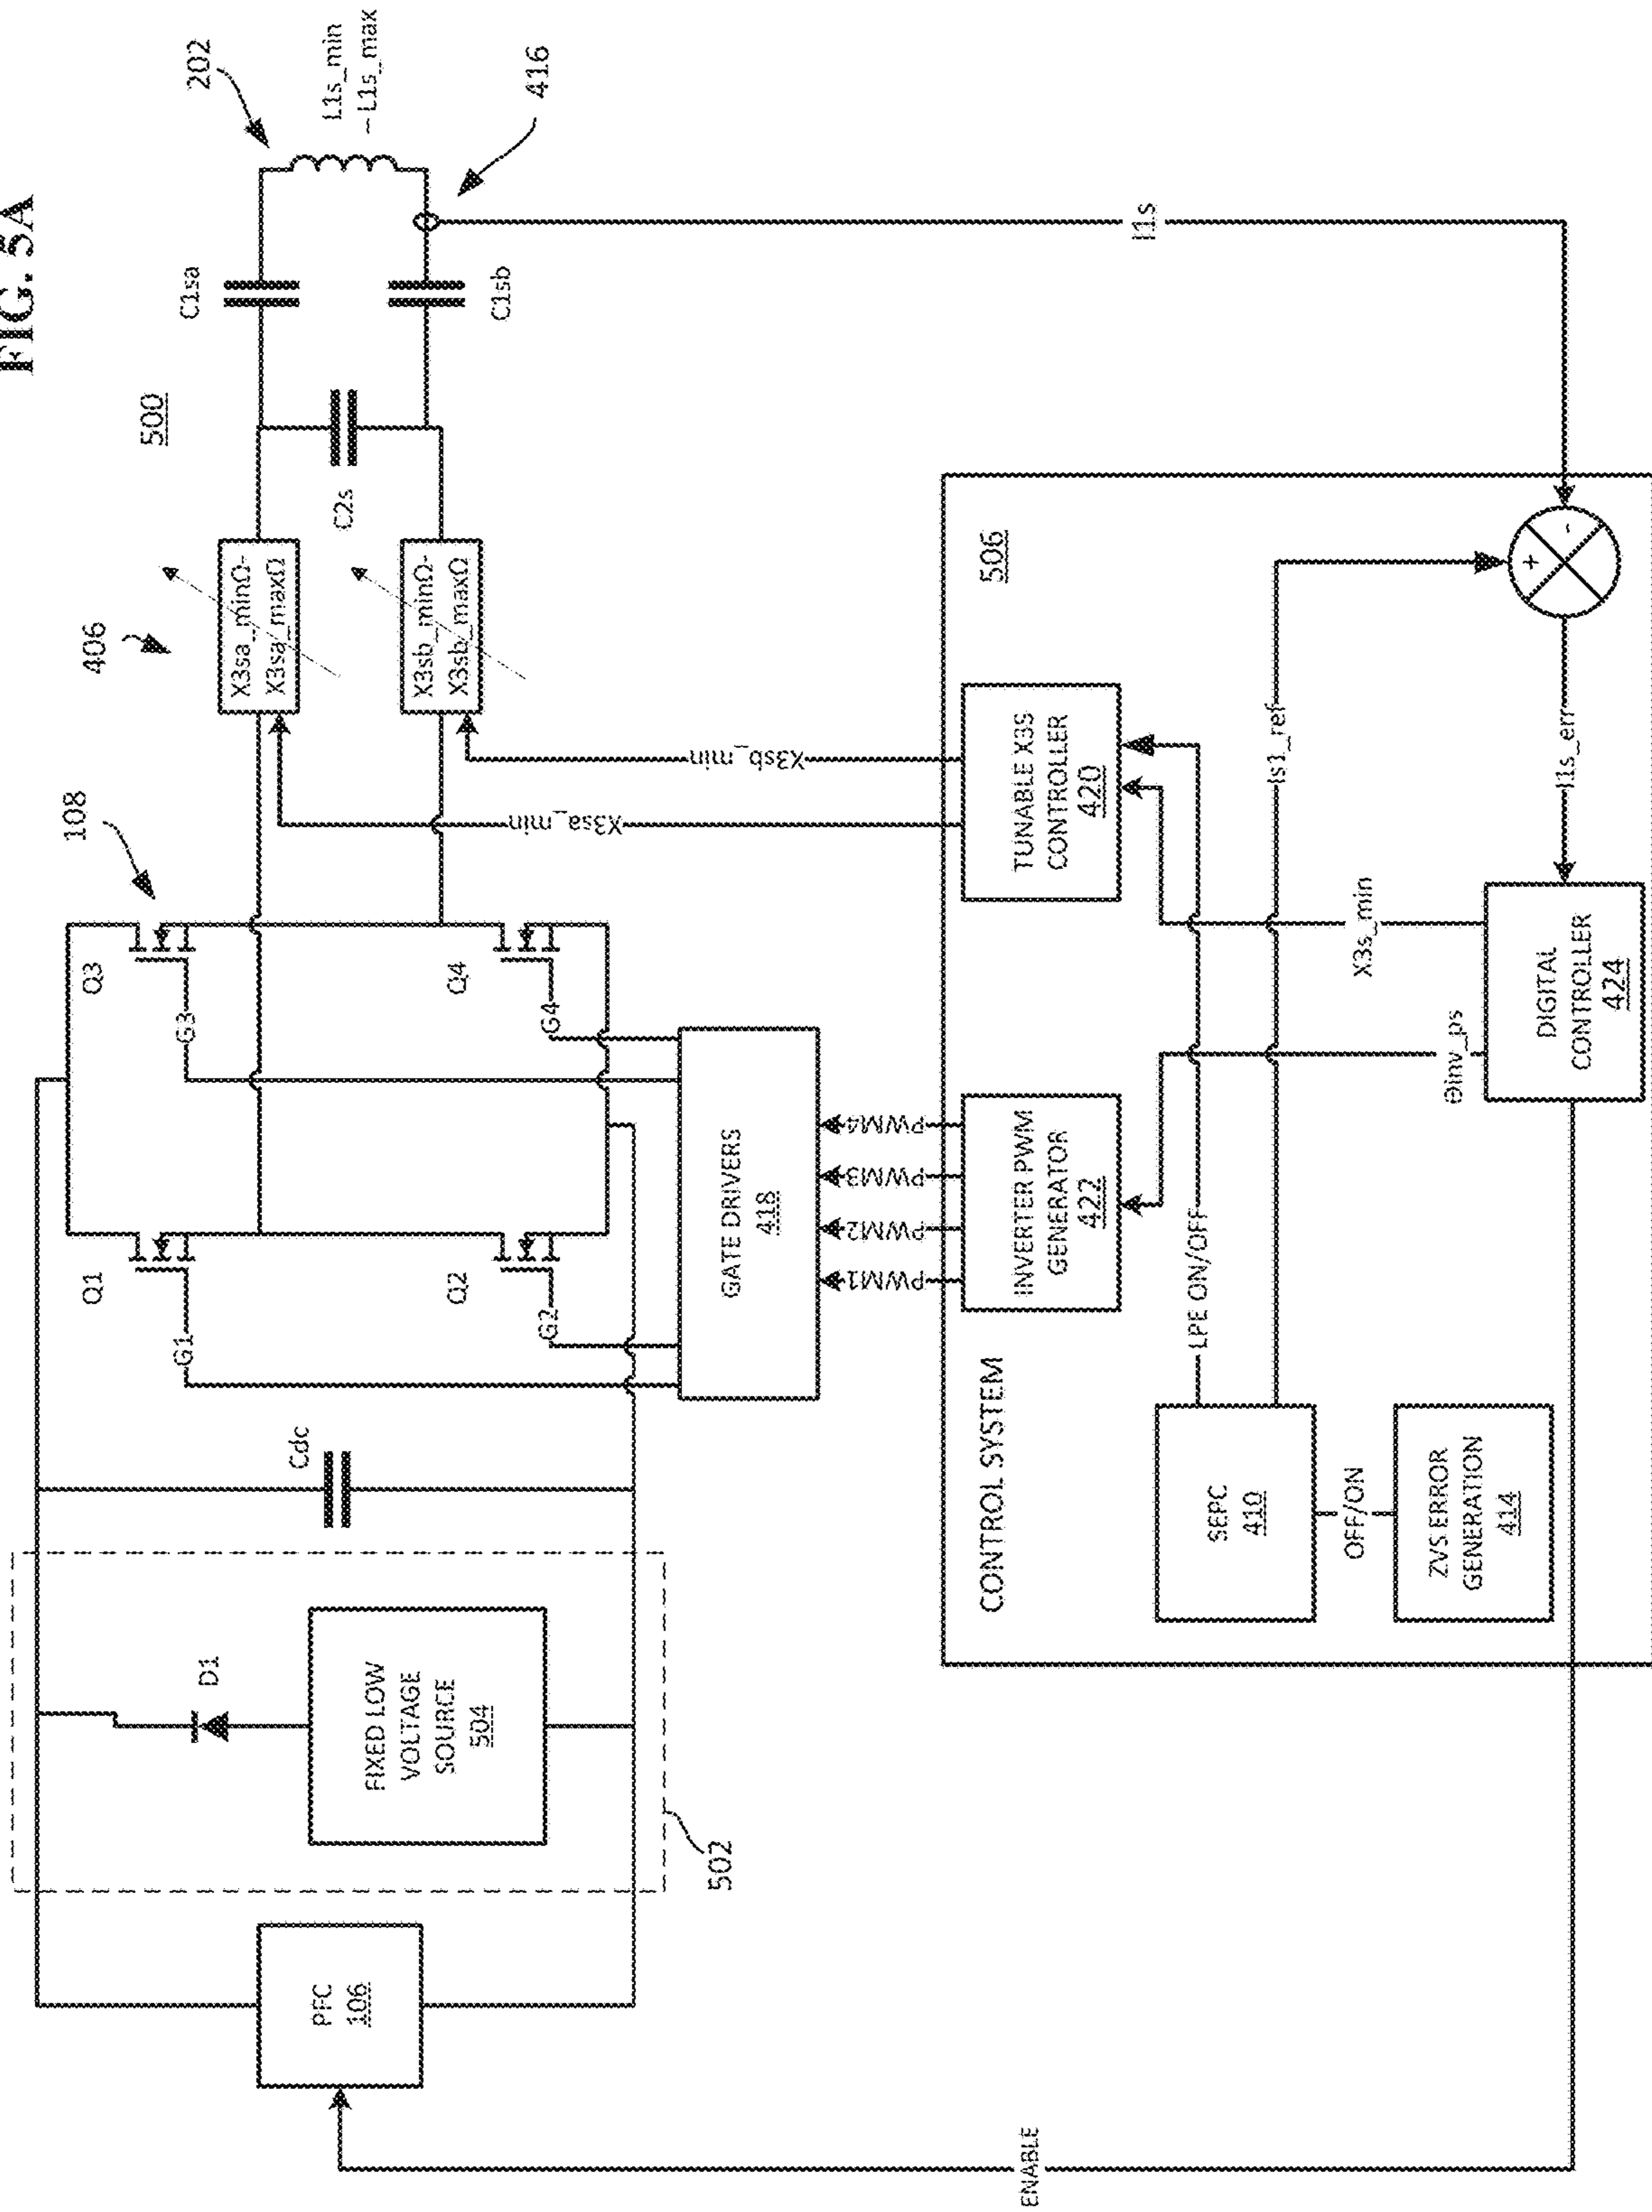 FIG. 5A
500
202
L1s_min
~L1s_max
416
C1sa
C1sb
C2s
406
X3sa_minΩ-
X3sa_maxΩ
X3sb_minΩ-
X3sb_maxΩ
108
Q3
Q1
Q4
Q2
G3
G1
G4
G2
Cdc
D1
FIXED LOW
VOLTAGE
SOURCE
504
502
PFC
106
GATE DRIVERS
418
PWM1
PWM2
PWM3
PWM4
X3sa_min
X3sb_min
I1s
CONTROL SYSTEM
506
INVERTER PWM
GENERATOR
422
TUNABLE X3S
CONTROLLER
420
LPE ON/OFF
Is1_ref
SEPC
410
OFF/ON
ZVS ERROR
GENERATION
414
Θinv_ps
X3s_min
DIGITAL
CONTROLLER
424
I1s_err
+
-
ENABLE